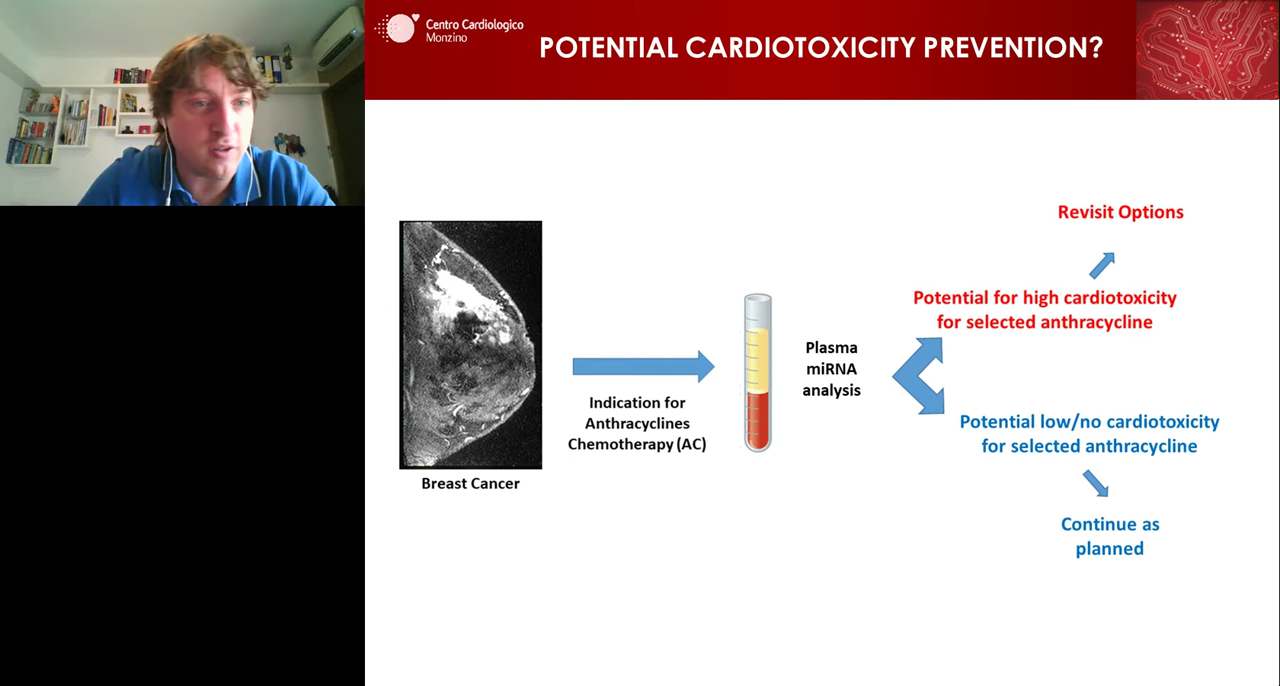 Centro Cardiologico
Monzino
POTENTIAL CARDIOTOXICITY PREVENTION?
Breast Cancer
Indication for
Anthracyclines
Chemotherapy (AC)
Plasma
miRNA
analysis
Revisit Options
Potential for high cardiotoxicity
for selected anthracycline
Potential low/no cardiotoxicity
for selected anthracycline
Continue as
planned